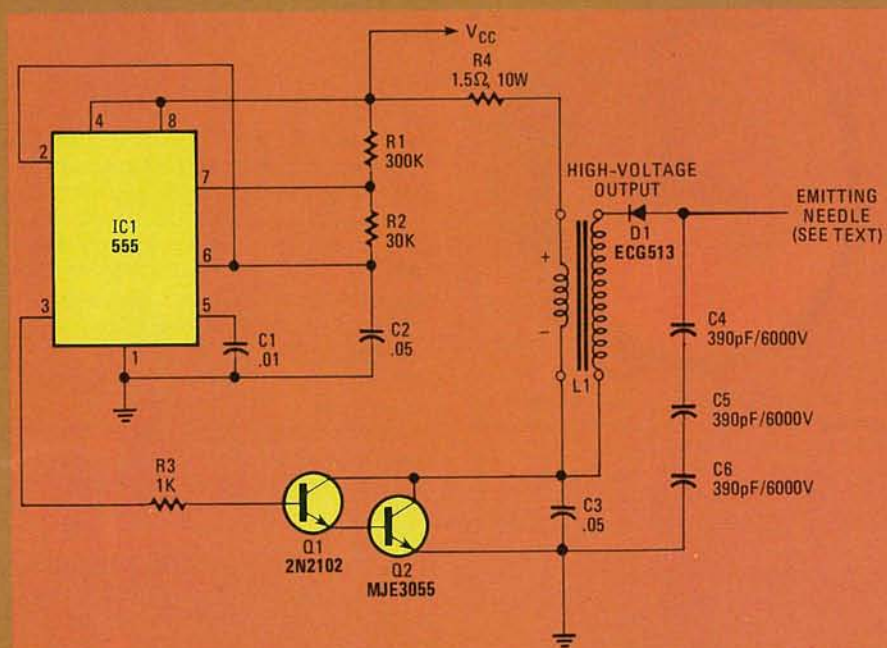 VCC
R4
1.5Ω, 10W
4
8
2
R1
300K
HIGH-VOLTAGE
OUTPUT
7
EMITTING
NEEDLE
(SEE TEXT)
IC1
555
R2
30K
D1
ECG513
6
+
3
5
−
C1
.01
C2
.05
C4
390pF/6000V
1
L1
C5
390pF/6000V
R3
1K
C6
390pF/6000V
C3
.05
Q1
2N2102
Q2
MJE3055